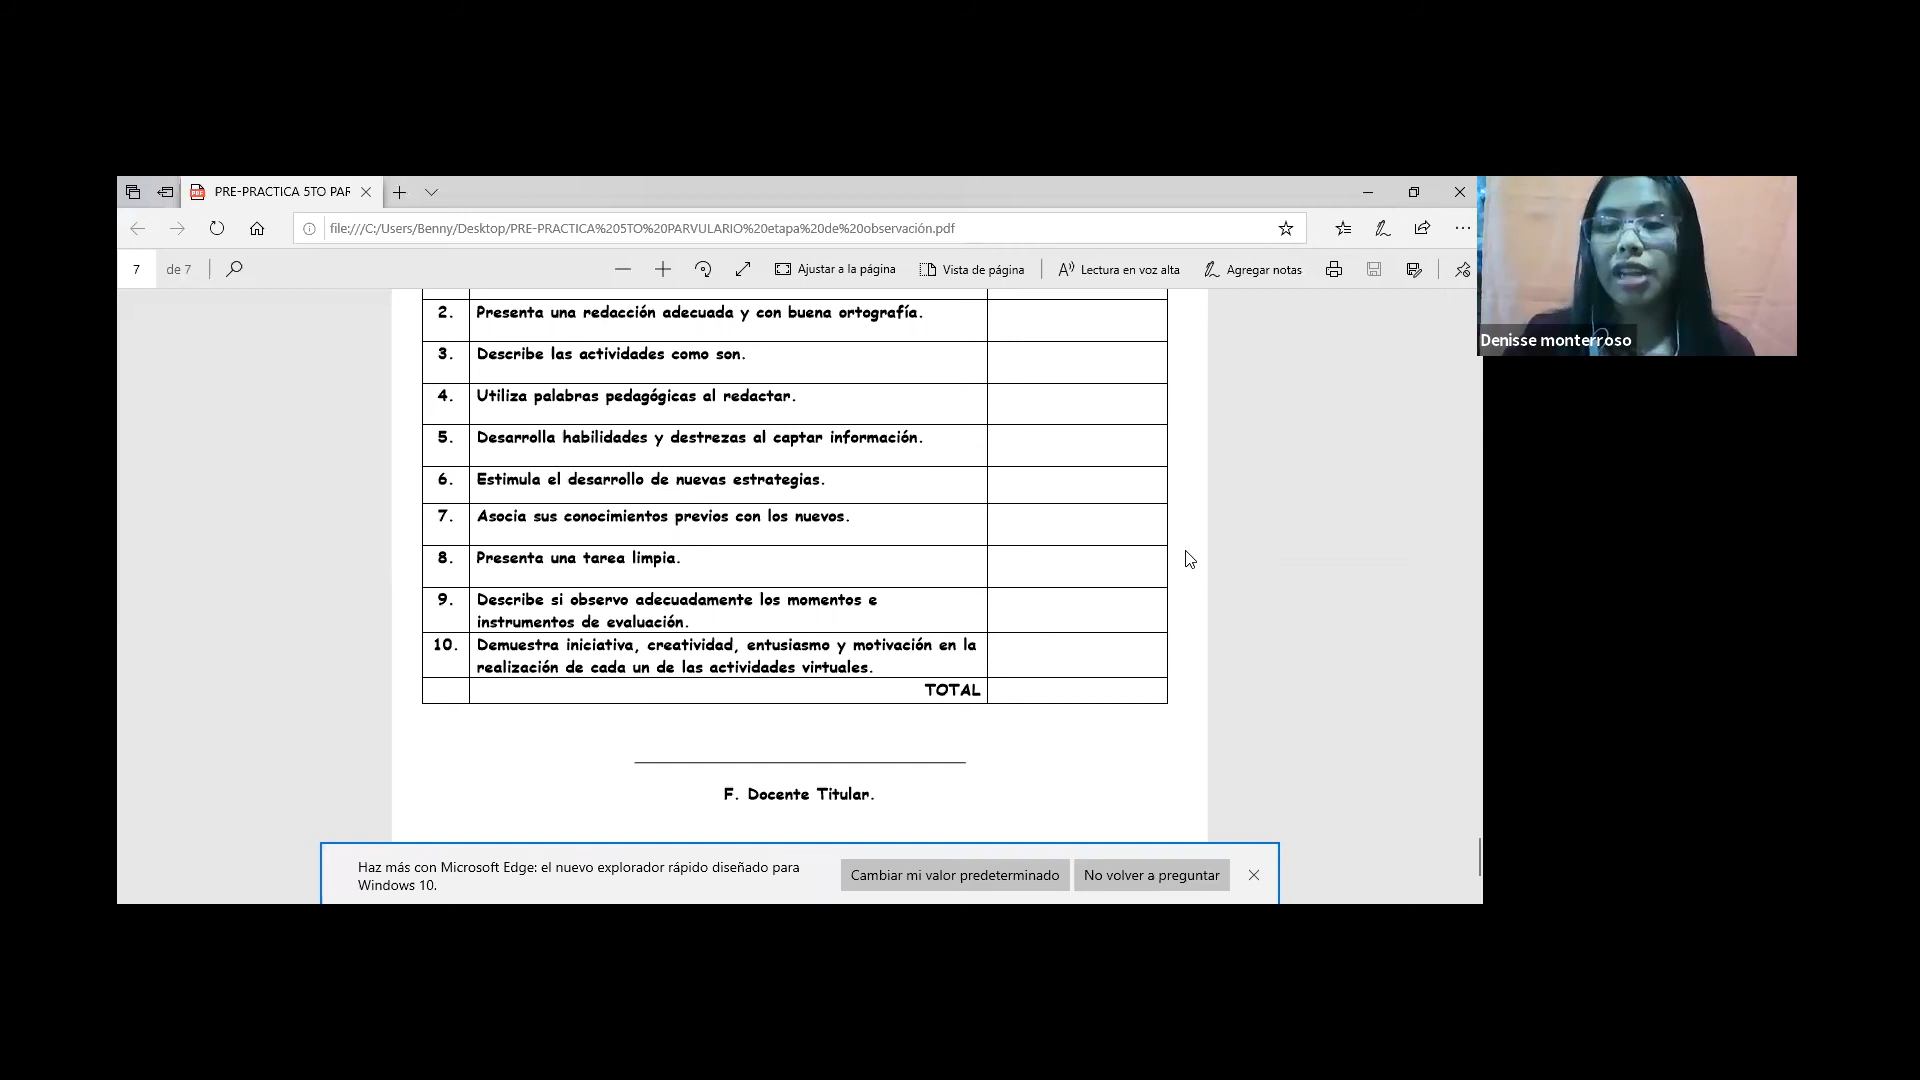 PRE-PRACTICA 5TO PAR
file:///C:/Users/Benny/Desktop/PRE-PRACTICA%205TO%20PARVULARIO%20etapa%20de%20observación.pdf
7 de 7 Ajustar a la página Vista de página Lectura en voz alta Agregar notas
Denisse monterroso
2. Presenta una redacción adecuada y con buena ortografía.
3. Describe las actividades como son.
4. Utiliza palabras pedagógicas al redactar.
5. Desarrolla habilidades y destrezas al captar información.
6. Estimula el desarrollo de nuevas estrategias.
7. Asocia sus conocimientos previos con los nuevos.
8. Presenta una tarea limpia.
9. Describe si observo adecuadamente los momentos e
instrumentos de evaluación.
10. Demuestra iniciativa, creatividad, entusiasmo y motivación en la
realización de cada un de las actividades virtuales.
TOTAL
F. Docente Titular.
Haz más con Microsoft Edge: el nuevo explorador rápido diseñado para
Windows 10.
Cambiar mi valor predeterminado No volver a preguntar